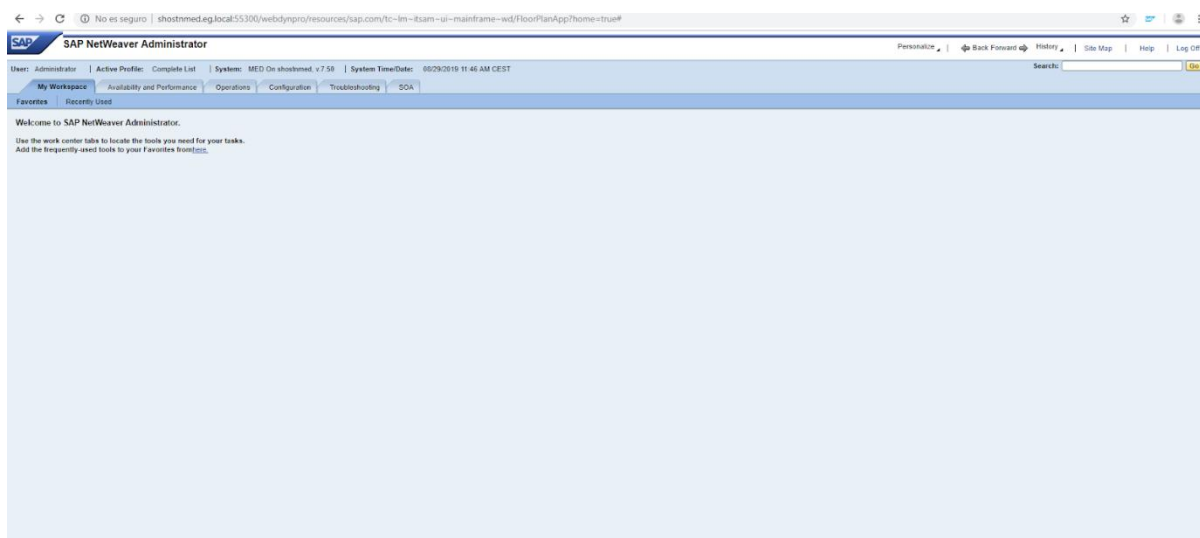 No es seguro | shostnmed.eg.local:55300/webdynpro/resources/sap.com/tc~lm~itsam~ui~mainframe~wd/FloorPlanApp?home=true#
SAP SAP NetWeaver Administrator Personalize | Back Forward History | Site Map | Help | Log Off
User: Administrator | Active Profile: Complete List | System: MED On shostnmed, v.7.50 | System Time/Date: 08/29/2019 11:46 AM CEST Search: Go
My Workspace Availability and Performance Operations Configuration Troubleshooting SOA
Favorites Recently Used
Welcome to SAP NetWeaver Administrator.
Use the work center tabs to locate the tools you need for your tasks.
Add the frequently-used tools to your Favorites from here.